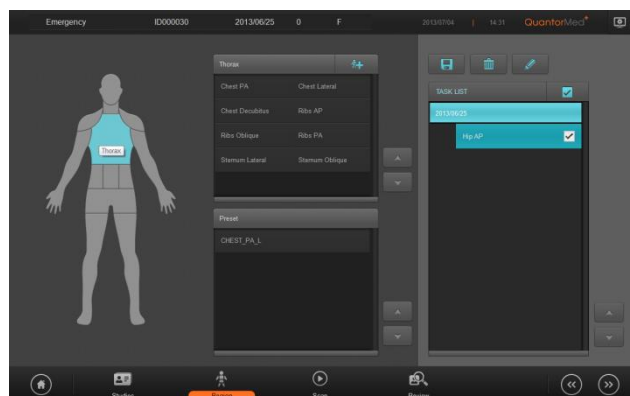 Emergency ID000030 2013/06/25 0 F 2013/07/04 | 14:31 QuantorMed+
Thorax
Chest PA Chest Lateral
Chest Decubitus Ribs AP
Ribs Oblique Ribs PA
Sternum Lateral Sternum Oblique
Thorax
Preset
CHEST_PA_L
TASK LIST
2013/06/25
Hip AP
Studies Region Scan Review